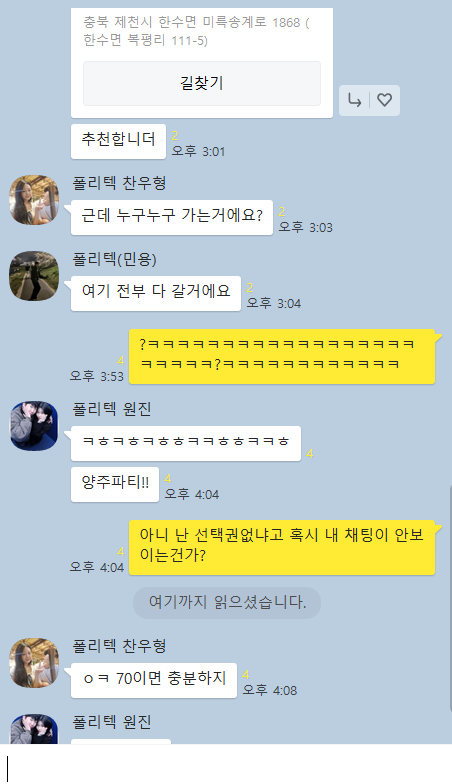 충북 제천시 한수면 미륵송계로 1868 (
한수면 복평리 111-5)
길찾기
추천합니더
2
오후 3:01
폴리텍 찬우형
근데 누구누구 가는거에요?
2
오후 3:03
폴리텍(민용)
여기 전부 다 갈거에요
2
오후 3:04
?ㅋㅋㅋㅋㅋㅋㅋㅋㅋㅋㅋㅋㅋㅋㅋㅋㅋㅋ
ㅋㅋㅋㅋㅋ?ㅋㅋㅋㅋㅋㅋㅋㅋㅋㅋㅋㅋ
4
오후 3:53
폴리텍 원진
ㅋㅎㅋㅎㅋㅎㅎㅋㅋㅎㅎㅋㅋㅎ
4
양주파티!!
4
오후 4:04
아니 난 선택권없냐고 혹시 내 채팅이 안보
이는건가?
4
오후 4:04
여기까지 읽으셨습니다.
폴리텍 찬우형
ㅇㅋ 70이면 충분하지
4
오후 4:08
폴리텍 원진